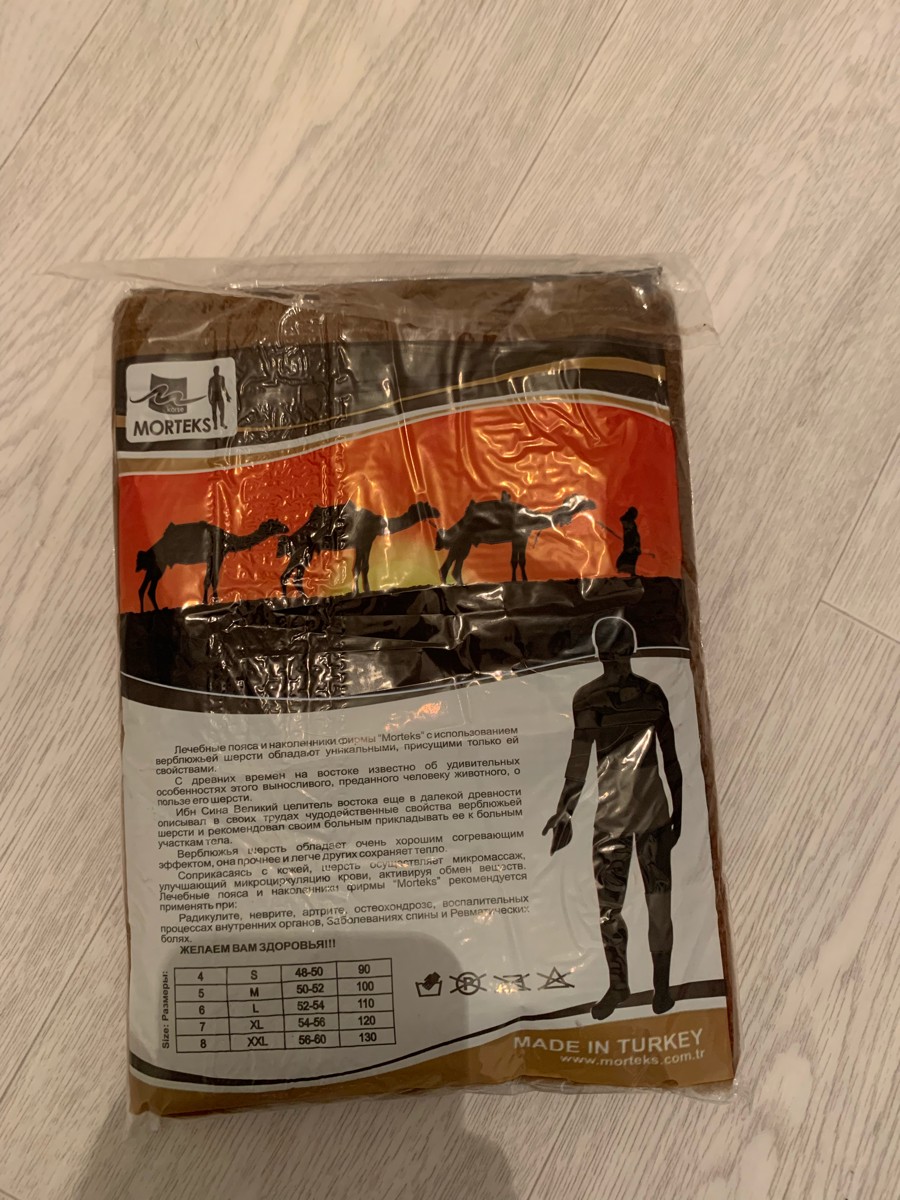 MORTEKS
Лечебные пояса и наколенники фирмы "Morteks" с использованием
верблюжьей шерсти обладают уникальными, присущими только ей
свойствами.
С древних времен на востоке известно об удивительных
особенностях этого выносливого, преданного человеку животного, о
пользе его шерсти.
Ибн Сина Великий целитель востока еще в далекой древности
описывал в своих трудах чудодейственные свойства верблюжьей
шерсти и рекомендовал своим больным прикладывать ее к больным
участкам тела.
Верблюжья шерсть обладает очень хорошим согревающим
эффектом, она прочнее и легче других сохраняет тепло.
Соприкасаясь с кожей, шерсть осуществляет микромассаж,
улучшающий микроциркуляцию крови, активируя обмен веществ.
Лечебные пояса и наколенники фирмы "Morteks" рекомендуется
применять при:
Радикулите, неврите, артрите, остеохондрозе, воспалительных
процессах внутренних органов, Заболеваниях спины и Ревматических
болях.
ЖЕЛАЕМ ВАМ ЗДОРОВЬЯ!!!
Size: Размеры:
4 S 48-50 90
5 M 50-52 100
6 L 52-54 110
7 XL 54-56 120
8 XXL 56-60 130
P
MADE IN TURKEY
www.morteks.com.tr